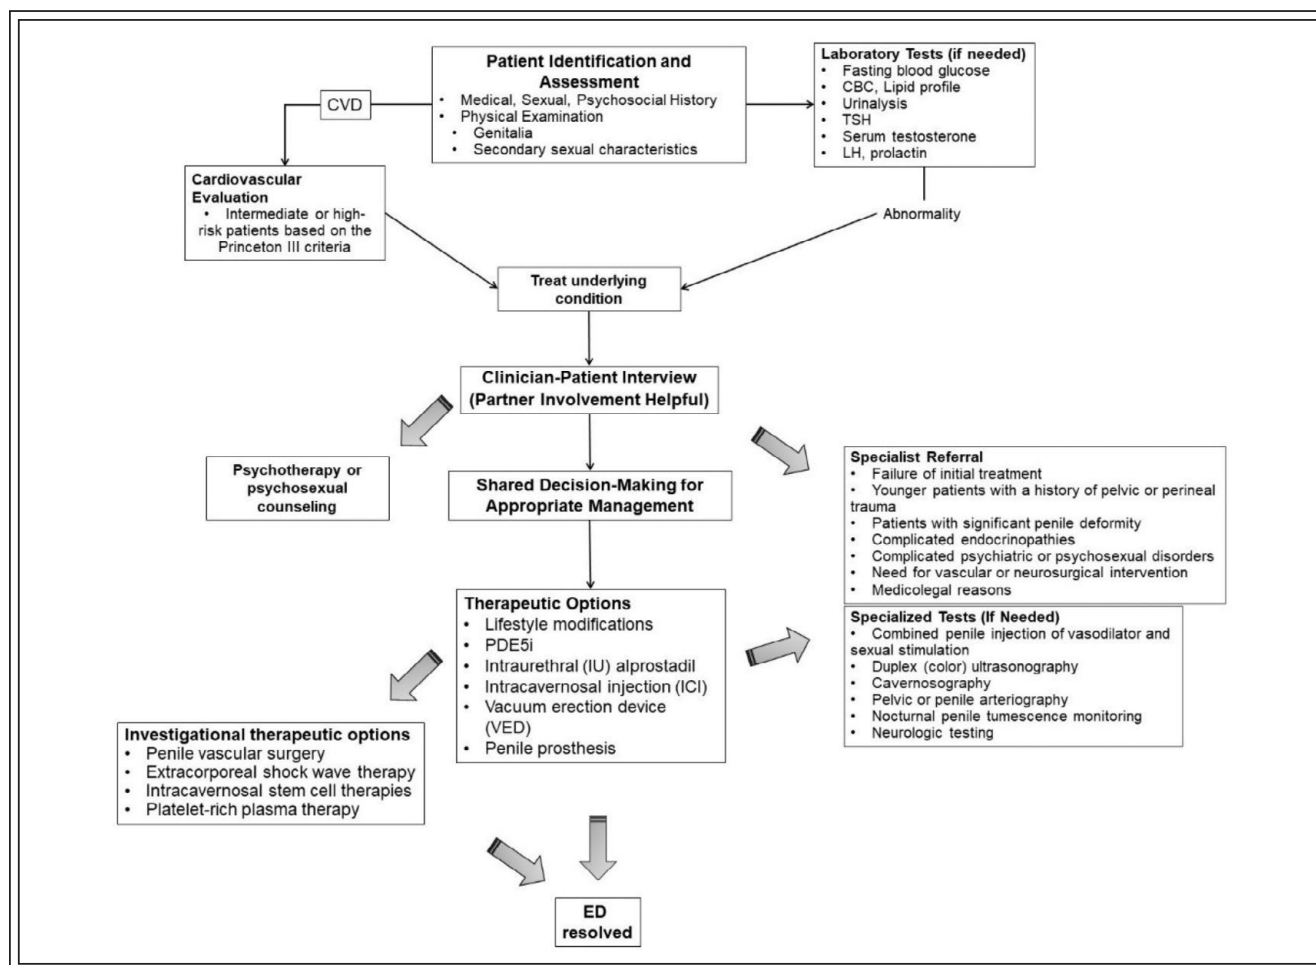 Patient Identification and
Assessment
• Medical, Sexual, Psychosocial History
• Physical Examination
• Genitalia
• Secondary sexual characteristics
CVD
Laboratory Tests (if needed)
• Fasting blood glucose
• CBC, Lipid profile
• Urinalysis
• TSH
• Serum testosterone
• LH, prolactin
Cardiovascular
Evaluation
• Intermediate or high-
risk patients based on the
Princeton III criteria
Abnormality
Treat underlying
condition
Clinician-Patient Interview
(Partner Involvement Helpful)
Psychotherapy or
psychosexual
counseling
Shared Decision-Making for
Appropriate Management
Specialist Referral
• Failure of initial treatment
• Younger patients with a history of pelvic or perineal
trauma
• Patients with significant penile deformity
• Complicated endocrinopathies
• Complicated psychiatric or psychosexual disorders
• Need for vascular or neurosurgical intervention
• Medicolegal reasons
Therapeutic Options
• Lifestyle modifications
• PDE5i
• Intraurethral (IU) alprostadil
• Intracavernosal injection (ICI)
• Vacuum erection device
(VED)
• Penile prosthesis
Specialized Tests (If Needed)
• Combined penile injection of vasodilator and
sexual stimulation
• Duplex (color) ultrasonography
• Cavernosography
• Pelvic or penile arteriography
• Nocturnal penile tumescence monitoring
• Neurologic testing
Investigational therapeutic options
• Penile vascular surgery
• Extracorporeal shock wave therapy
• Intracavernosal stem cell therapies
• Platelet-rich plasma therapy
ED
resolved